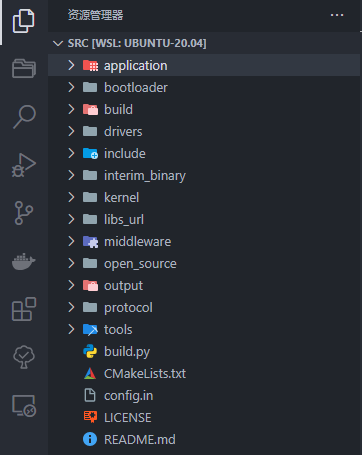 资源管理器
SRC [WSL: UBUNTU-20.04]
application
bootloader
build
drivers
include
interim_binary
kernel
libs_url
middleware
open_source
output
protocol
tools
build.py
CMakeLists.txt
config.in
LICENSE
README.md